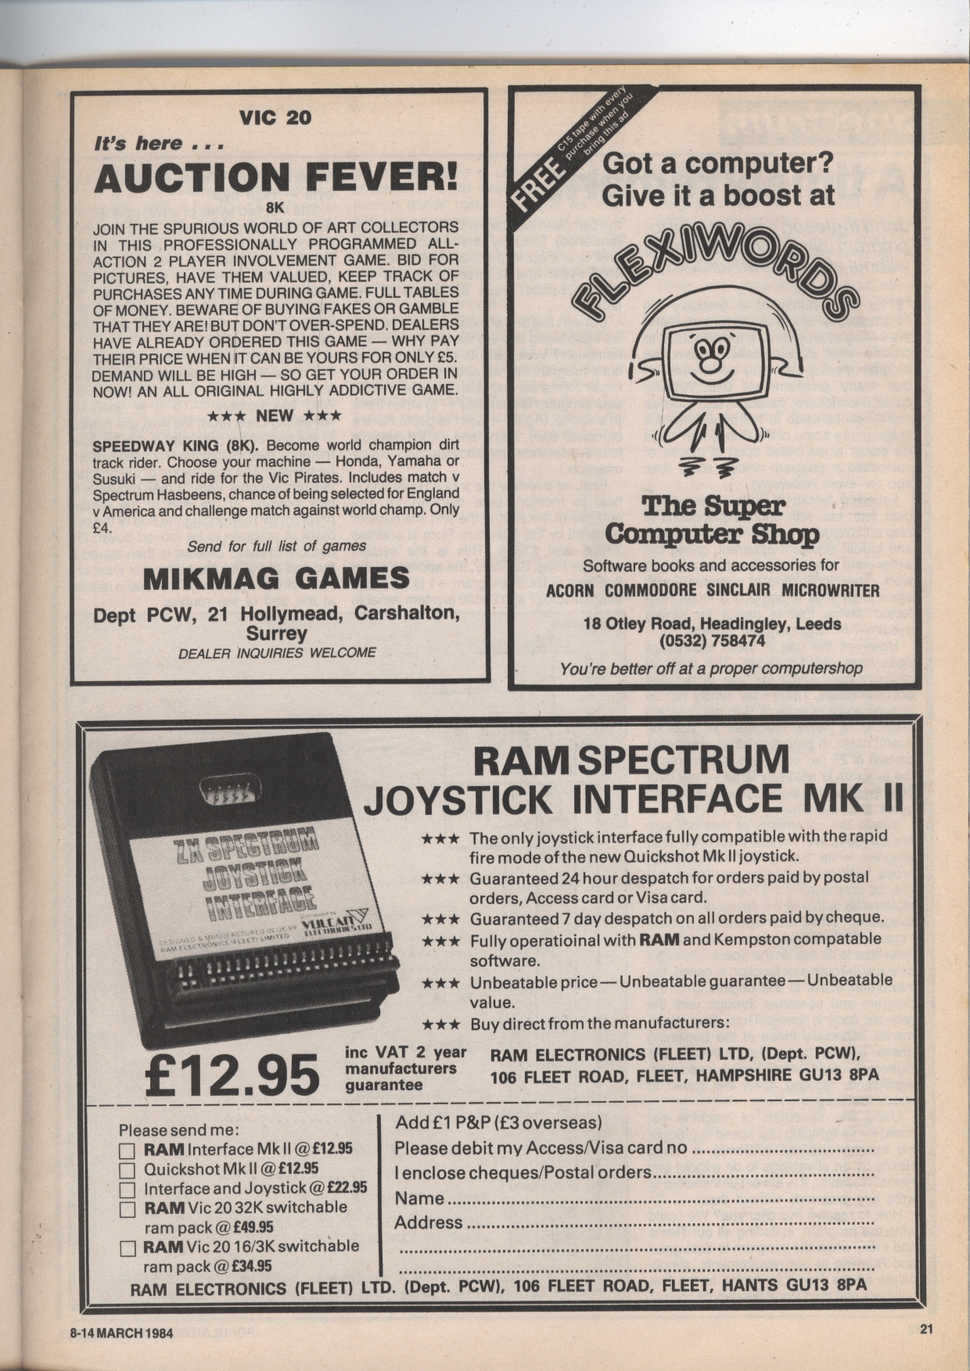 VIC 20
It's here . . .
AUCTION FEVER!
8K
JOIN THE SPURIOUS WORLD OF ART COLLECTORS
IN THIS PROFESSIONALLY PROGRAMMED ALL-
ACTION 2 PLAYER INVOLVEMENT GAME. BID FOR
PICTURES, HAVE THEM VALUED, KEEP TRACK OF
PURCHASES ANY TIME DURING GAME. FULL TABLES
OF MONEY. BEWARE OF BUYING FAKES OR GAMBLE
THAT THEY ARE! BUT DON'T OVER-SPEND. DEALERS
HAVE ALREADY ORDERED THIS GAME — WHY PAY
THEIR PRICE WHEN IT CAN BE YOURS FOR ONLY £5.
DEMAND WILL BE HIGH — SO GET YOUR ORDER IN
NOW! AN ALL ORIGINAL HIGHLY ADDICTIVE GAME.
★★★ NEW ★★★
SPEEDWAY KING (8K). Become world champion dirt
track rider. Choose your machine — Honda, Yamaha or
Susuki — and ride for the Vic Pirates. Includes match v
Spectrum Hasbeens, chance of being selected for England
v America and challenge match against world champ. Only
£4.
Send for full list of games
MIKMAG GAMES
Dept PCW, 21 Hollymead, Carshalton,
Surrey
DEALER INQUIRIES WELCOME
FREE
C15 tape with every
purchase when you
bring this ad
Got a computer?
Give it a boost at
FLEXIWORDS
The Super
Computer Shop
Software books and accessories for
ACORN COMMODORE SINCLAIR MICROWRITER
18 Otley Road, Headingley, Leeds
(0532) 758474
You're better off at a proper computershop
ZX SPECTRUM
JOYSTICK
INTERFACE
DESIGNED & MANUFACTURED IN UK BY
RAM ELECTRONICS (FLEET) LIMITED
VULCAN
ELECTRONICS LTD
RAM SPECTRUM
JOYSTICK INTERFACE MK II
★★★ The only joystick interface fully compatible with the rapid
fire mode of the new Quickshot Mk II joystick.
★★★ Guaranteed 24 hour despatch for orders paid by postal
orders, Access card or Visa card.
★★★ Guaranteed 7 day despatch on all orders paid by cheque.
★★★ Fully operatioinal with RAM and Kempston compatable
software.
★★★ Unbeatable price — Unbeatable guarantee — Unbeatable
value.
★★★ Buy direct from the manufacturers:
£12.95
inc VAT 2 year
manufacturers
guarantee
RAM ELECTRONICS (FLEET) LTD, (Dept. PCW),
106 FLEET ROAD, FLEET, HAMPSHIRE GU13 8PA
Please send me:
RAM Interface Mk II @ £12.95
Quickshot Mk II @ £12.95
Interface and Joystick @ £22.95
RAM Vic 20 32K switchable
ram pack @ £49.95
RAM Vic 20 16/3K switchable
ram pack @ £34.95
Add £1 P&P (£3 overseas)
Please debit my Access/Visa card no
I enclose cheques/Postal orders
Name
Address
RAM ELECTRONICS (FLEET) LTD. (Dept. PCW), 106 FLEET ROAD, FLEET, HANTS GU13 8PA
8-14 MARCH 1984
21